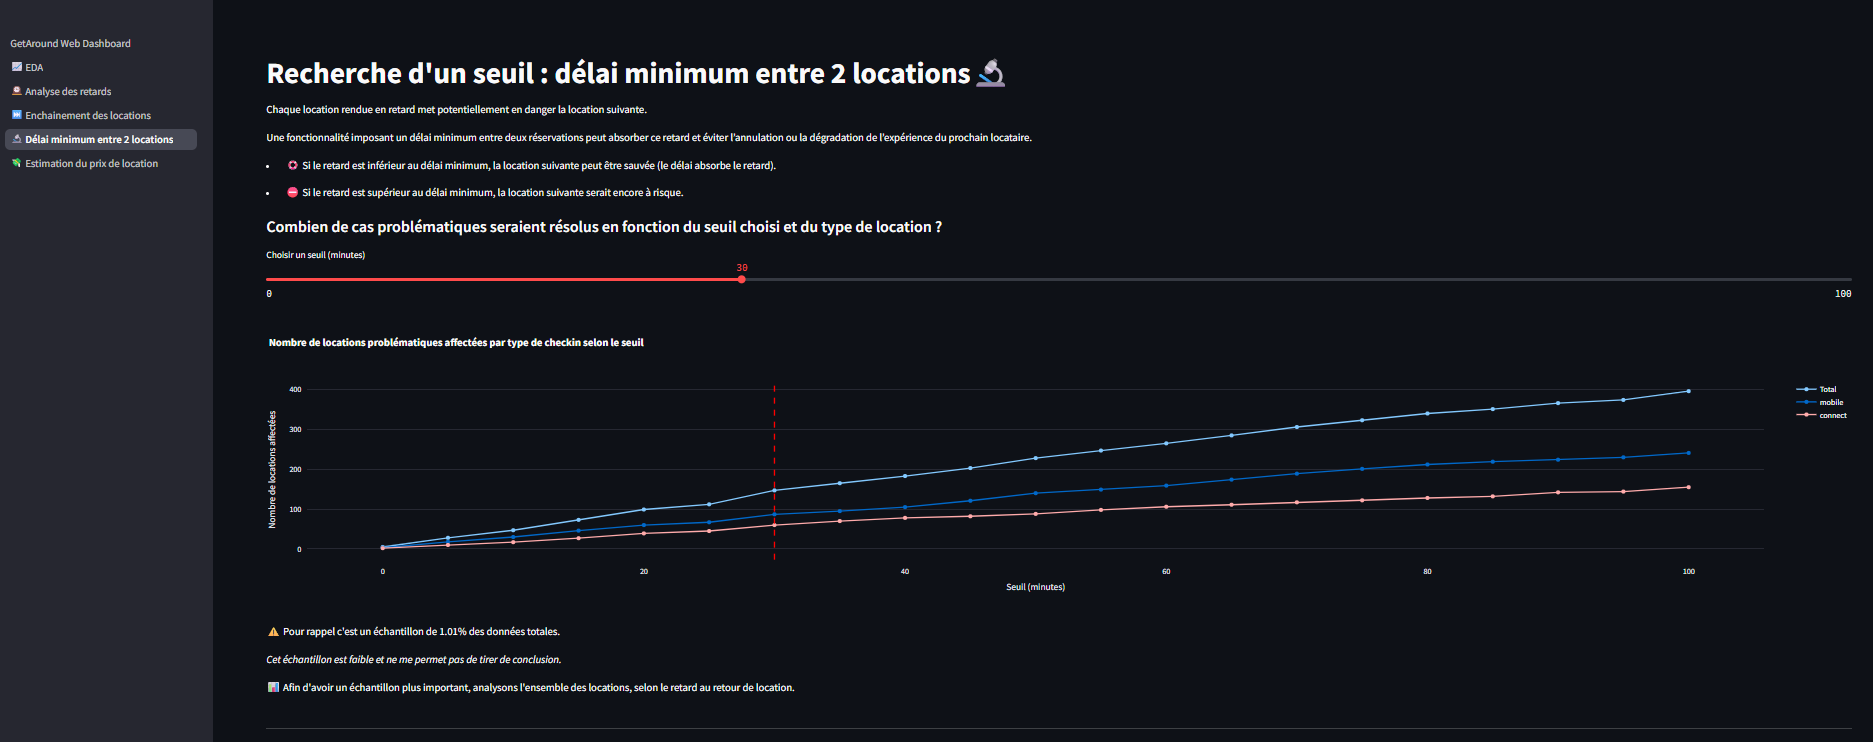 GetAround Web Dashboard
EDA
Analyse des retards
Enchainement des locations
Délai minimum entre 2 locations
Estimation du prix de location
Recherche d'un seuil : délai minimum entre 2 locations
Chaque location rendue en retard met potentiellement en danger la location suivante.
Une fonctionnalité imposant un délai minimum entre deux réservations peut absorber ce retard et éviter l'annulation ou la dégradation de l'expérience du prochain locataire.
• Si le retard est inférieur au délai minimum, la location suivante peut être sauvée (le délai absorbe le retard).
• Si le retard est supérieur au délai minimum, la location suivante serait encore à risque.
Combien de cas problématiques seraient résolus en fonction du seuil choisi et du type de location ?
Choisir un seuil (minutes)
30
0 100
Nombre de locations problématiques affectées par type de checkin selon le seuil
Nombre de locations affectées
400
300
200
100
0
0 20 40 60 80 100
Seuil (minutes)
Total
mobile
connect
Pour rappel c'est un échantillon de 1.01% des données totales.
Cet échantillon est faible et ne me permet pas de tirer de conclusion.
Afin d'avoir un échantillon plus important, analysons l'ensemble des locations, selon le retard au retour de location.